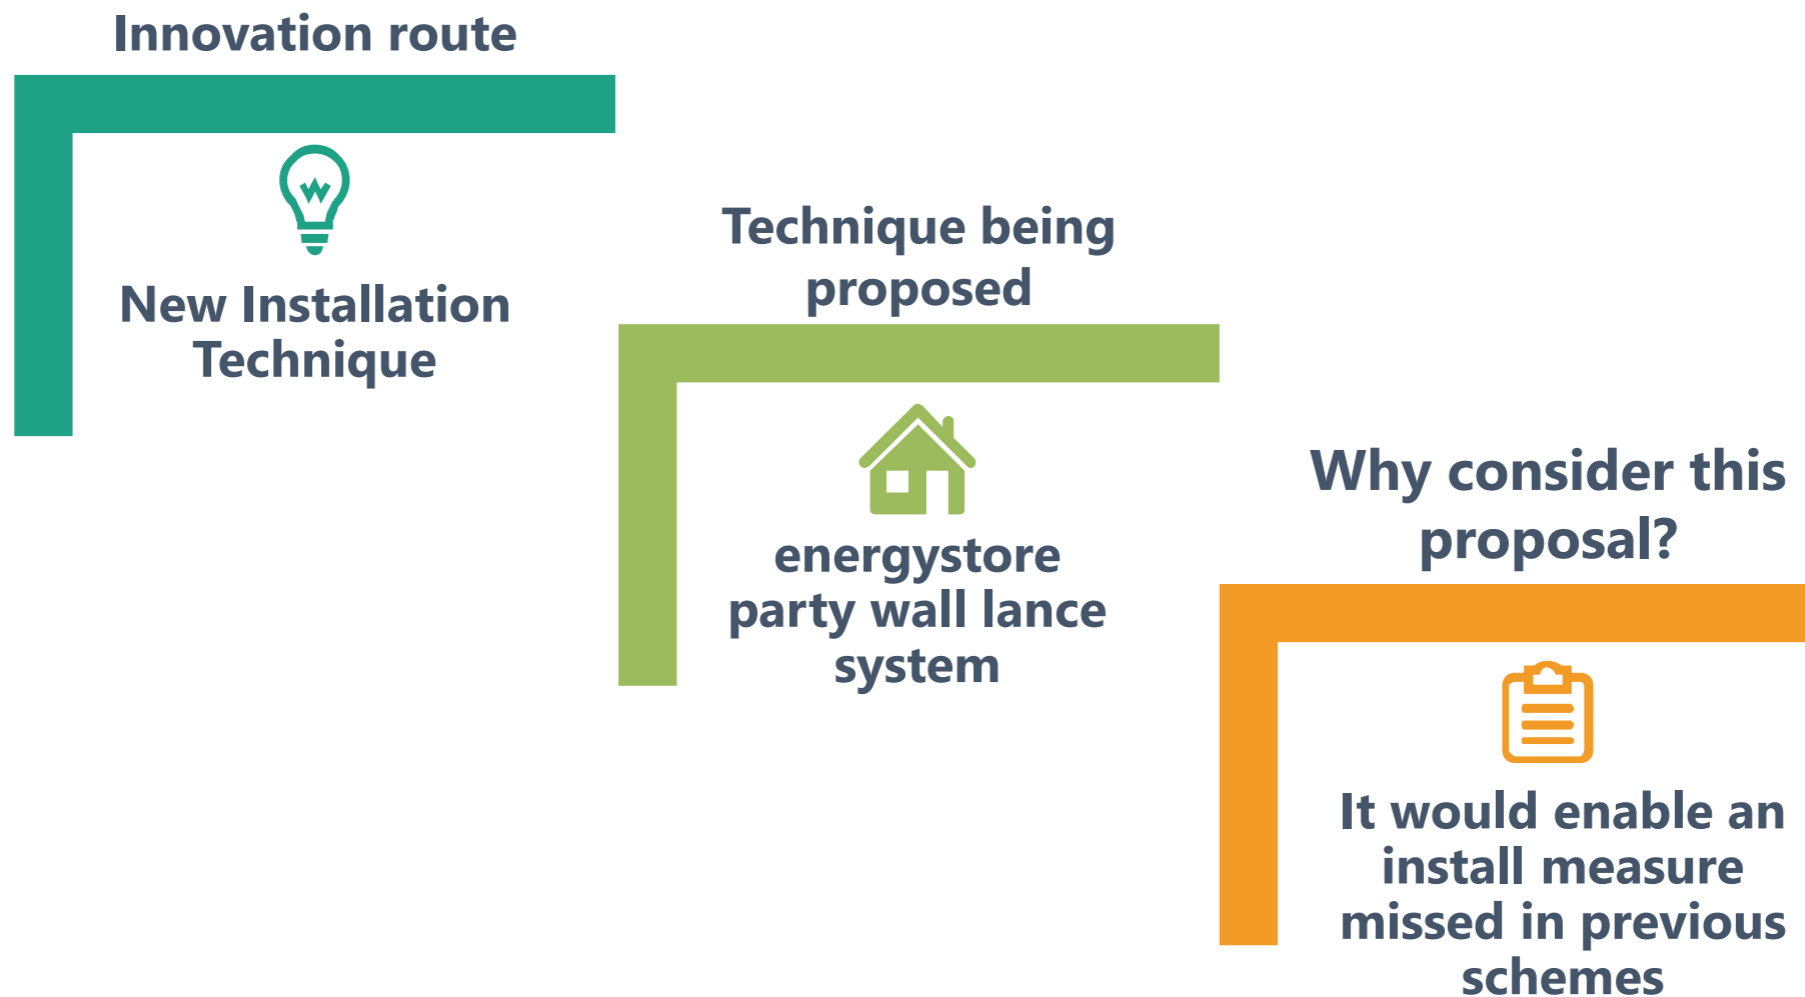 Innovation route
New Installation
Technique
Technique being
proposed
energystore
party wall lance
system
Why consider this
proposal?
It would enable an
install measure
missed in previous
schemes